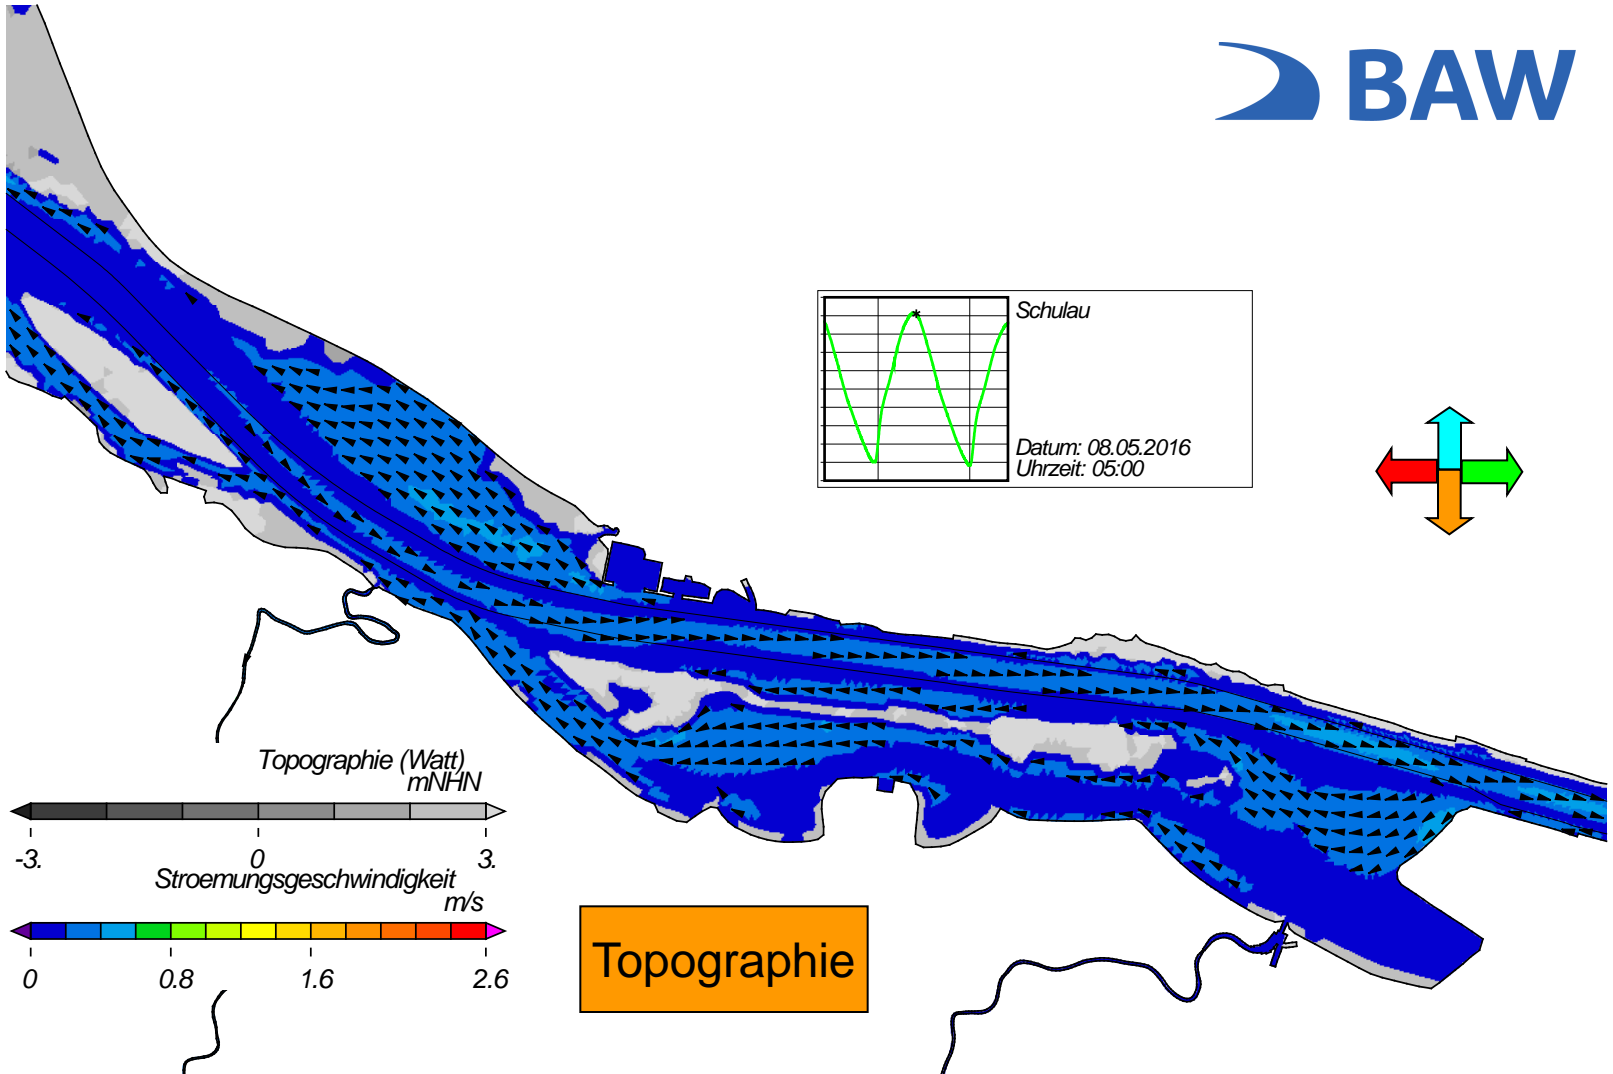 BAW
Schulau
Datum: 08.05.2016
Uhrzeit: 05:00
Topographie (Watt)
mNHN
-3. 0 3.
Stroemungsgeschwindigkeit
m/s
0 0.8 1.6 2.6
Topographie